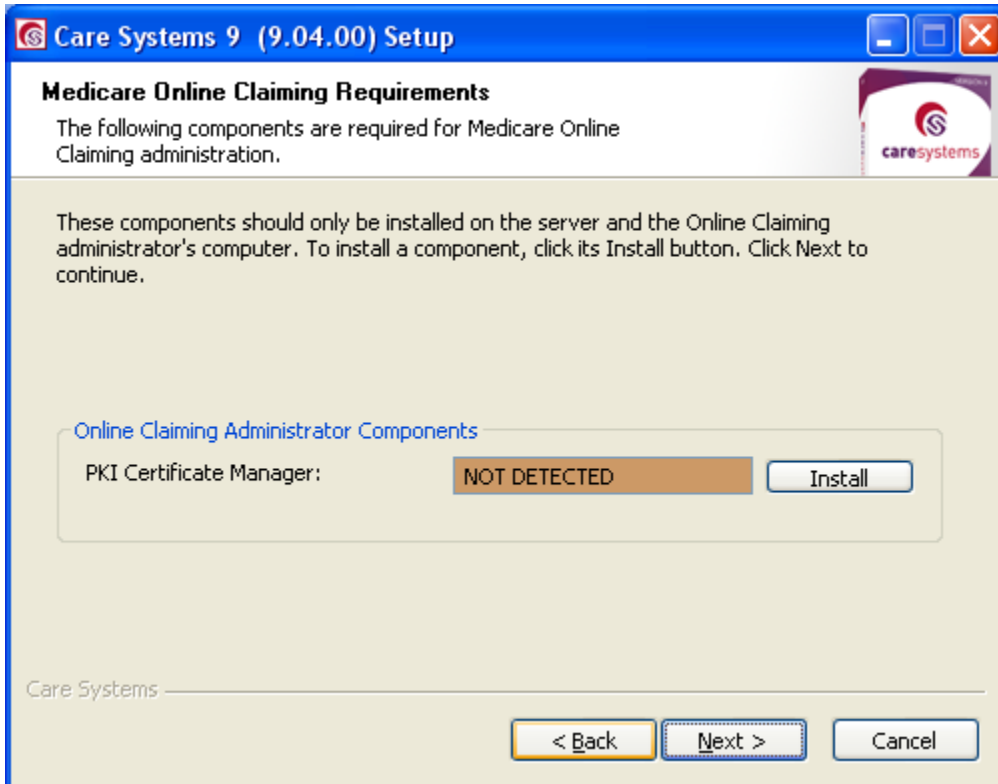 Care Systems 9 (9.04.00) Setup
Medicare Online Claiming Requirements
The following components are required for Medicare Online
Claiming administration.
caresystems
These components should only be installed on the server and the Online Claiming
administrator's computer. To install a component, click its Install button. Click Next to
continue.
Online Claiming Administrator Components
PKI Certificate Manager:
NOT DETECTED
Install
Care Systems
< Back
Next >
Cancel